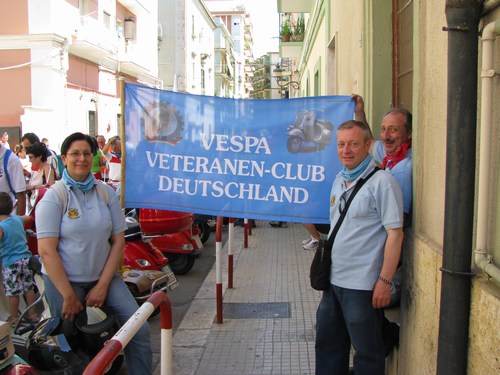 VESPA
VETERANEN-CLUB
DEUTSCHLAND